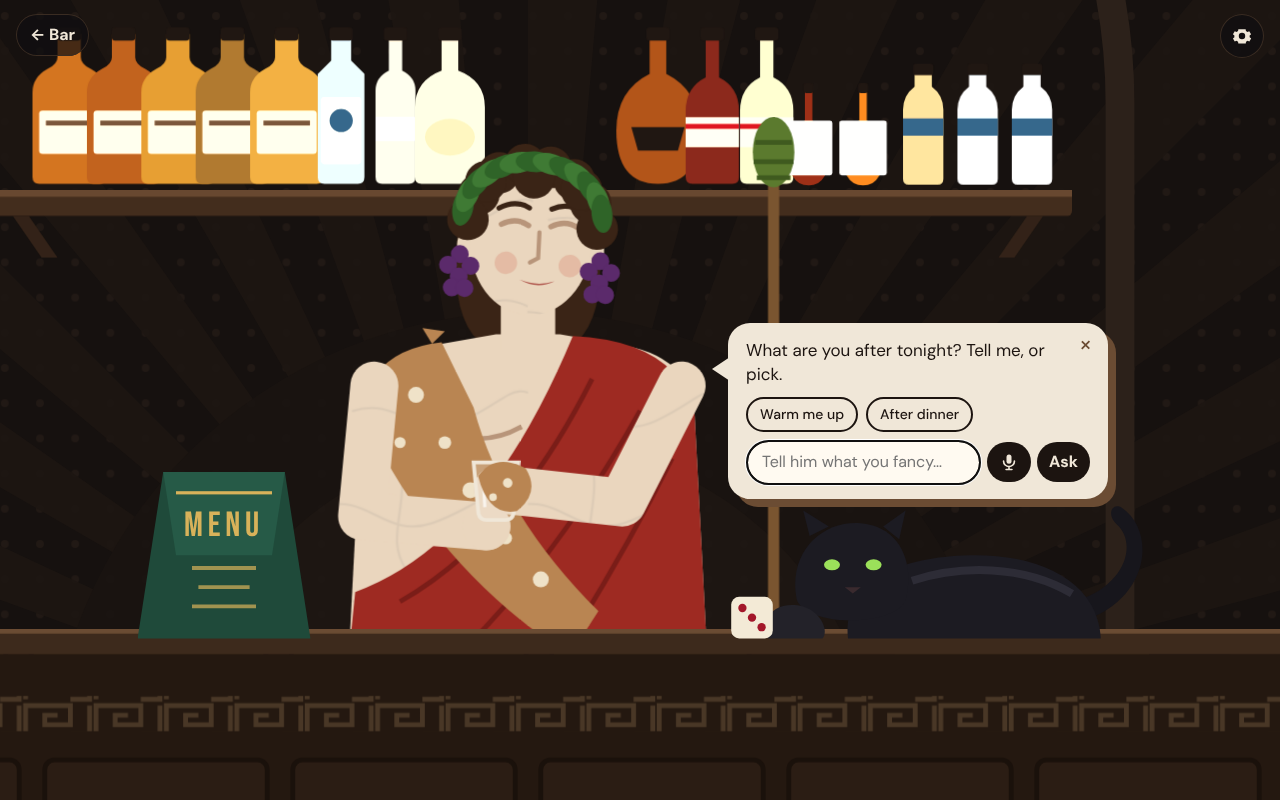 ← Bar
What are you after tonight? Tell me, or
pick.
×
Warm me up
After dinner
Tell him what you fancy...
Ask
MENU